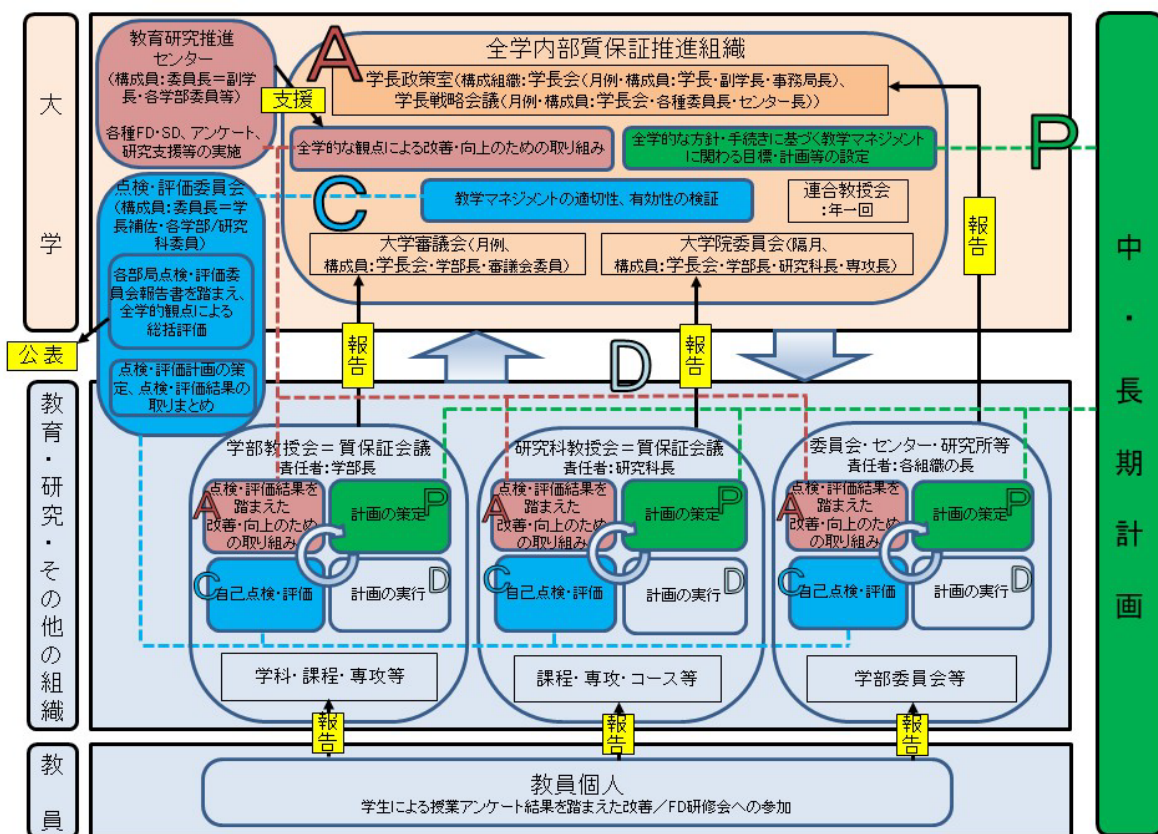 大学
教育研究推進
センター
(構成員:委員長=副学
長・各学部委員等)
各種FD・SD、アンケート、
研究支援等の実施
支援
全学内部質保証推進組織
A
学長政策室(構成組織:学長会(月例・構成員:学長・副学長・事務局長)、
学長戦略会議(月例・構成員:学長会・各種委員長・センター長))
全学的な観点による改善・向上のための取り組み
全学的な方針・手続きに基づく教学マネジメント
に関わる目標・計画等の設定
P
C
教学マネジメントの適切性、有効性の検証
連合教授会
:年一回
大学審議会(月例、
構成員:学長会・学部長・審議会委員)
大学院委員会(隔月、
構成員:学長会・学部長・研究科長・専攻長)
点検・評価委員会
(構成員:委員長=学
長補佐・各学部/研究
科委員)
各部局点検・評価委
員会報告書を踏まえ、
全学的観点による
総括評価
点検・評価計画の策
定、点検・評価結果の
取りまとめ
公表
報告
報告
報告
D
中・長期計画
教育・研究・その他の組織
学部教授会=質保証会議
責任者:学部長
A
点検・評価結果を
踏まえた
改善・向上のため
の取り組み
計画の策定
P
C
自己点検・評価
計画の実行
D
学科・課程・専攻等
研究科教授会=質保証会議
責任者:研究科長
A
点検・評価結果を
踏まえた
改善・向上のため
の取り組み
計画の策定
P
C
自己点検・評価
計画の実行
D
課程・専攻・コース等
委員会・センター・研究所等
責任者:各組織の長
A
点検・評価結果を
踏まえた
改善・向上のため
の取り組み
計画の策定
P
C
自己点検・評価
計画の実行
D
学部委員会等
報告
報告
報告
教員
教員個人
学生による授業アンケート結果を踏まえた改善/FD研修会への参加